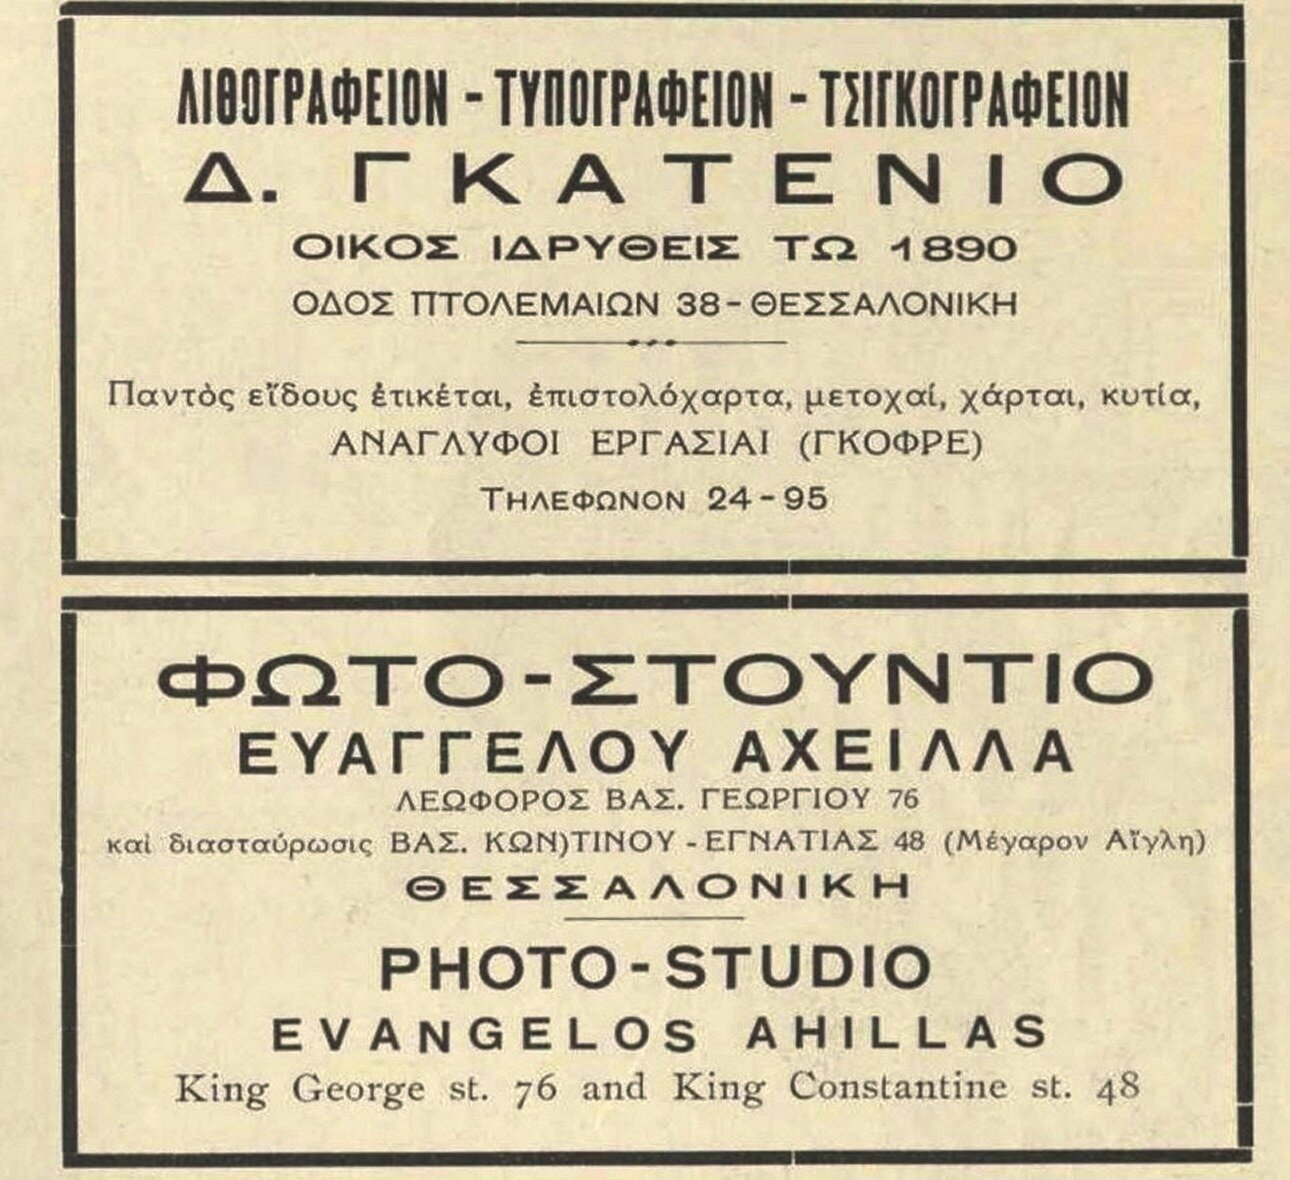 ΛΙΘΟΓΡΑΦΕΙΟΝ - ΤΥΠΟΓΡΑΦΕΙΟΝ - ΤΣΙΓΚΟΓΡΑΦΕΙΟΝ
Δ. ΓΚΑΤΕΝΙΟ
ΟΙΚΟΣ ΙΔΡΥΘΕΙΣ ΤΩ 1890
ΟΔΟΣ ΠΤΟΛΕΜΑΙΩΝ 38 - ΘΕΣΣΑΛΟΝΙΚΗ
Παντὸς εἴδους ἐτικέται, ἐπιστολόχαρτα, μετοχαί, χάρται, κυτία,
ΑΝΑΓΛΥΦΟΙ ΕΡΓΑΣΙΑΙ (ΓΚΟΦΡΕ)
ΤΗΛΕΦΩΝΟΝ 24 - 95
ΦΩΤΟ-ΣΤΟΥΝΤΙΟ
ΕΥΑΓΓΕΛΟΥ ΑΧΕΙΛΛΑ
ΛΕΩΦΟΡΟΣ ΒΑΣ. ΓΕΩΡΓΙΟΥ 76
καὶ διασταύρωσις ΒΑΣ. ΚΩΝ)ΤΙΝΟΥ - ΕΓΝΑΤΙΑΣ 48 (Μέγαρον Αἴγλη)
ΘΕΣΣΑΛΟΝΙΚΗ
PHOTO-STUDIO
EVANGELOS AHILLAS
King George st. 76 and King Constantine st. 48